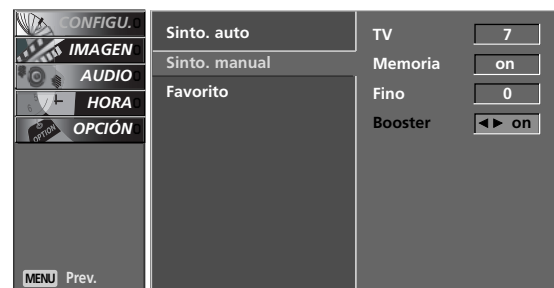 CONFIGU.
IMAGEN
AUDIO
HORA
OPTION OPCIÓN
MENU Prev.
Sinto. auto
Sinto. manual
Favorito
TV 7
Memoria on
Fino 0
Booster ◄► on